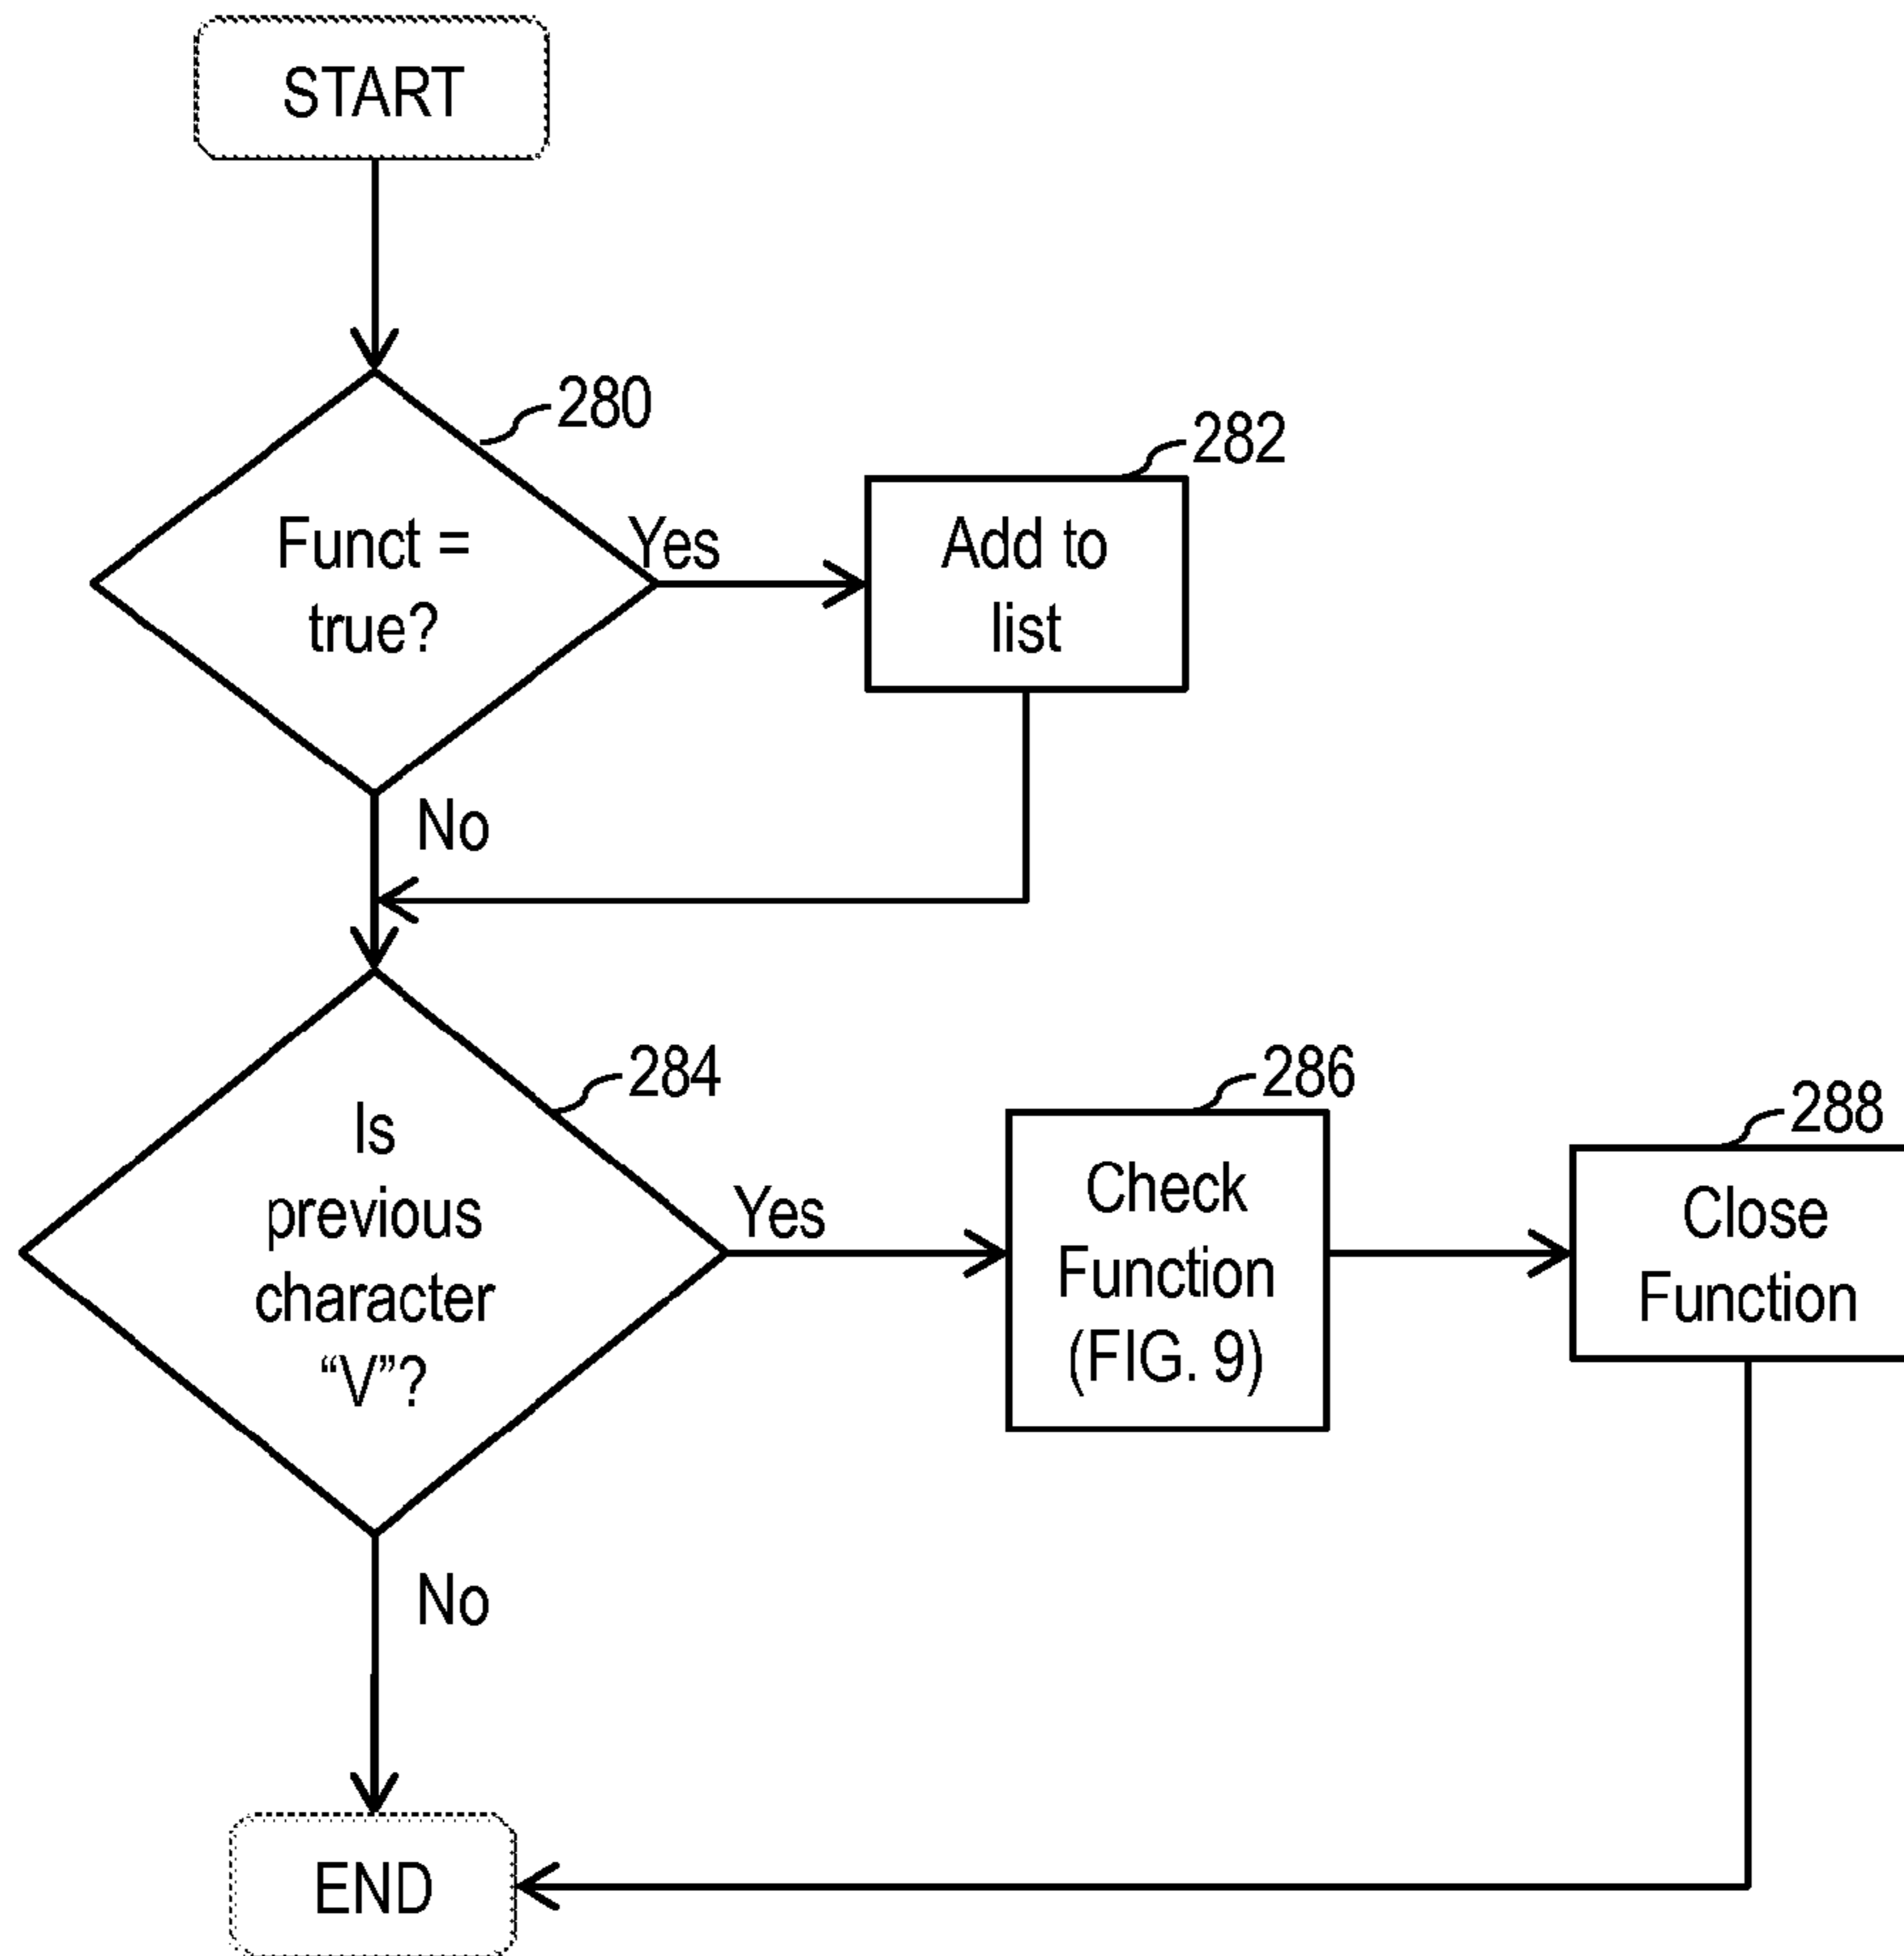 START
280
282
Funct =
true?
Yes
Add to
list
No
284
286
288
Is
previous
character
“V”?
Yes
Check
Function
(FIG. 9)
Close
Function
No
END